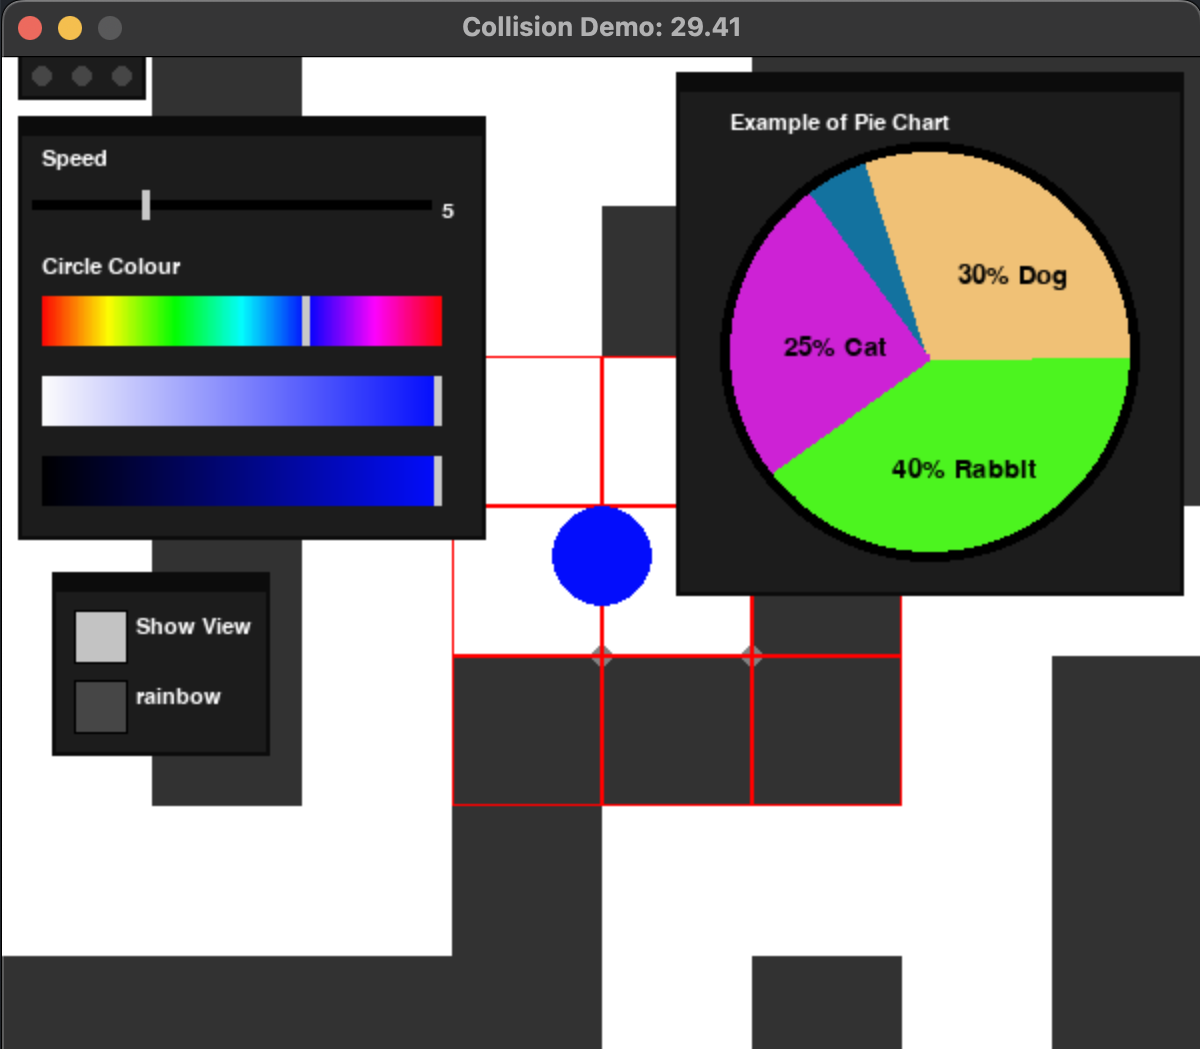 Collision Demo: 29.41
Speed
5
Circle Colour
Show View
rainbow
Example of Pie Chart
30% Dog
25% Cat
40% Rabbit